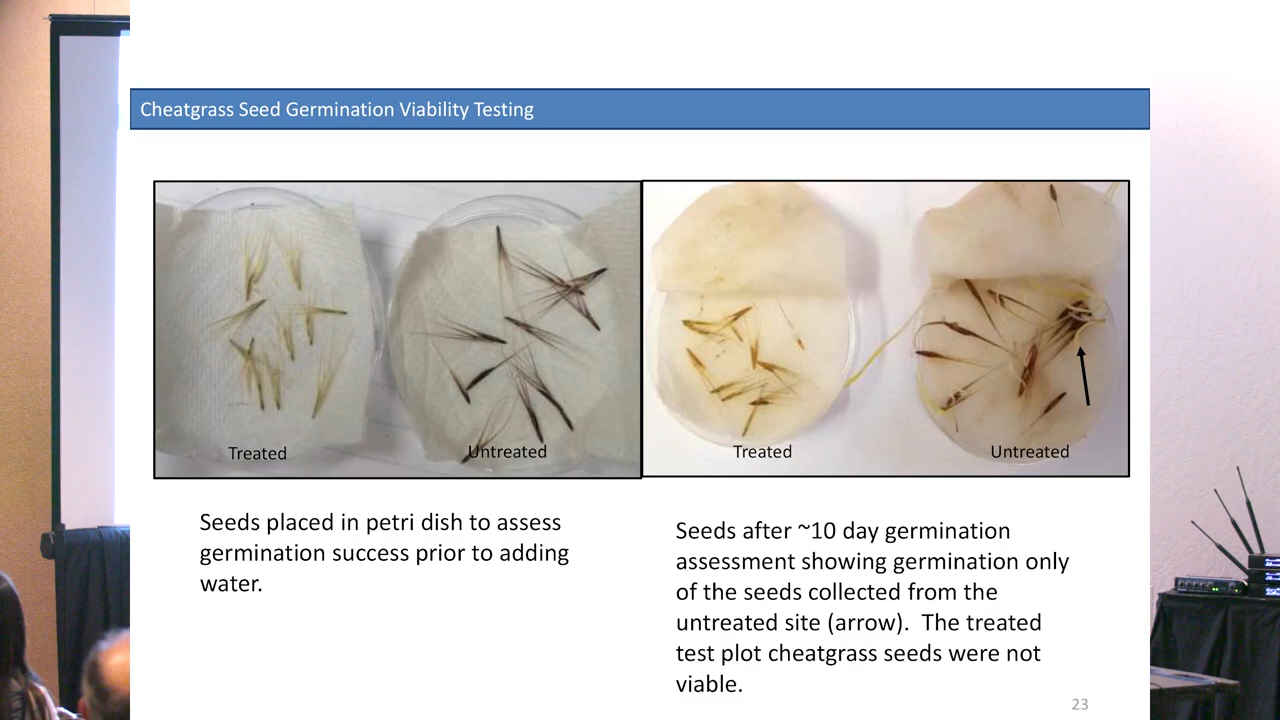 Cheatgrass Seed Germination Viability Testing
Treated
Untreated
Treated
Untreated
Seeds placed in petri dish to assess
germination success prior to adding
water.
Seeds after ~10 day germination
assessment showing germination only
of the seeds collected from the
untreated site (arrow).  The treated
test plot cheatgrass seeds were not
viable.
23